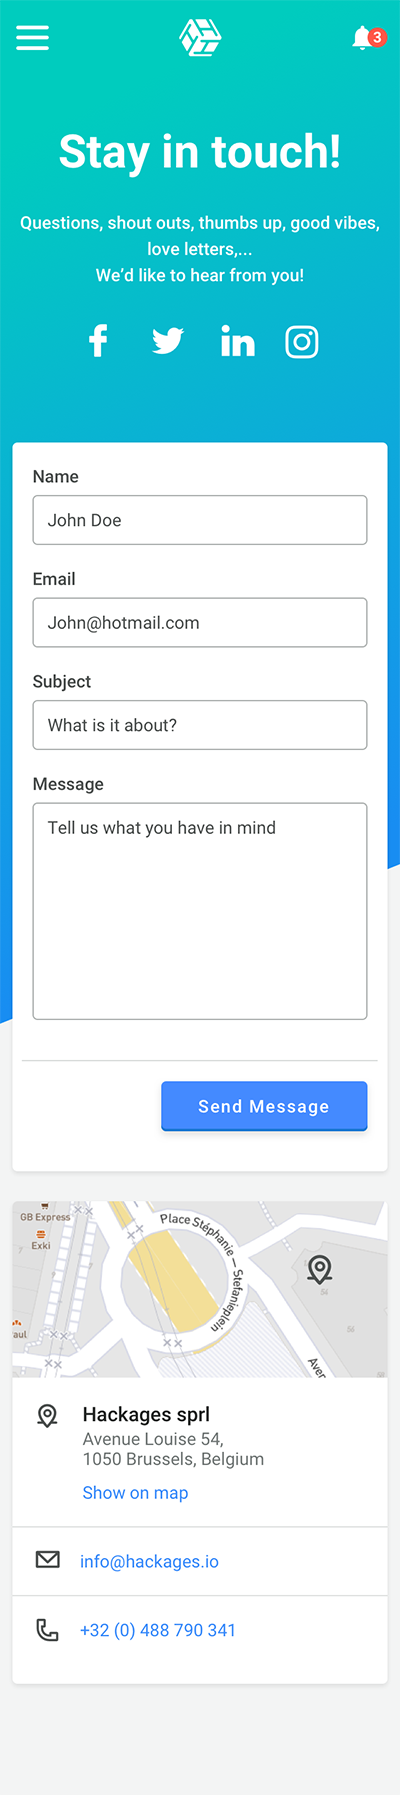 3
Stay in touch!
Questions, shout outs, thumbs up, good vibes,
love letters,...
We'd like to hear from you!
Name
John Doe
Email
John@hotmail.com
Subject
What is it about?
Message
Tell us what you have in mind
Send Message
GB Express
Exki
aul
Place Stéphanie — Stefanieplein
54
54
Aven
Hackages sprl
Avenue Louise 54,
1050 Brussels, Belgium
Show on map
info@hackages.io
+32 (0) 488 790 341